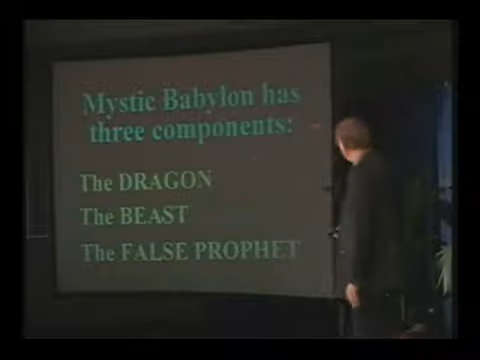 Mystic Babylon has
three components:
The DRAGON
The BEAST
The FALSE PROPHET